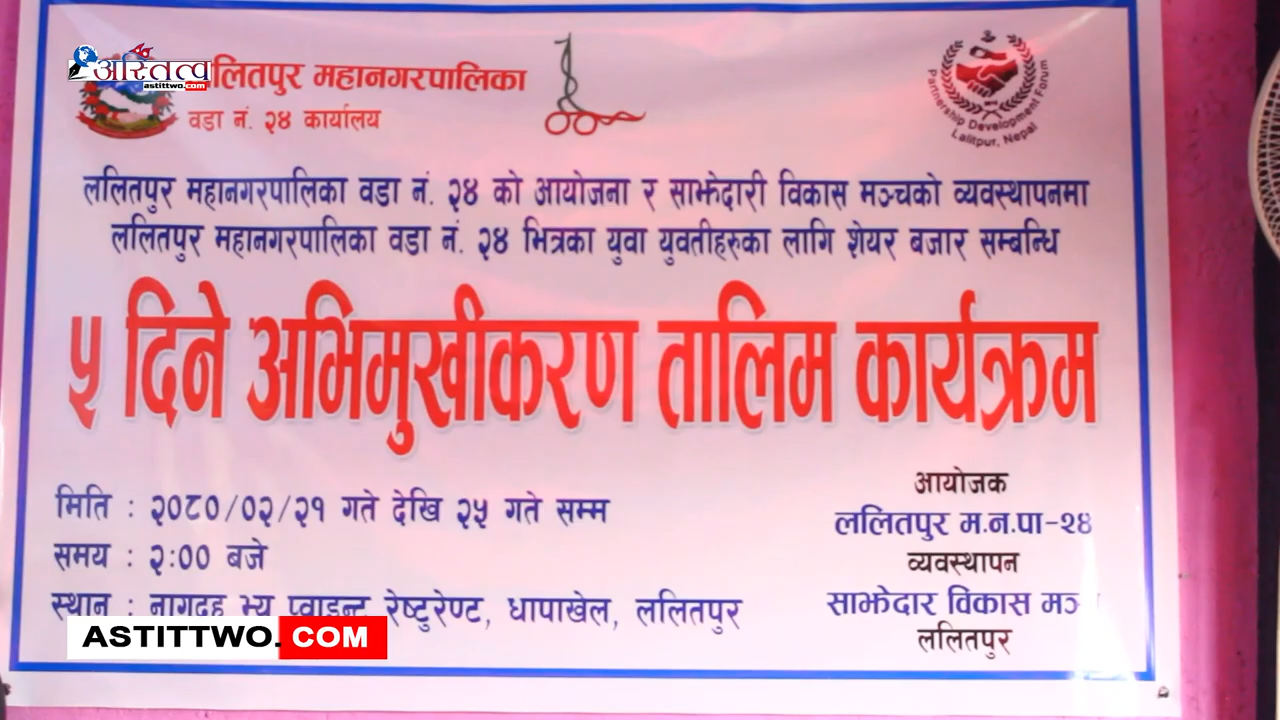 अस्तित्व
astittwo.com
ललितपुर महानगरपालिका
वडा नं. २४ कार्यालय
Partnership Development Forum
Lalitpur, Nepal
ललितपुर महानगरपालिका वडा नं. २४ को आयोजना र साझेदारी विकास मञ्चको व्यवस्थापनमा
ललितपुर महानगरपालिका वडा नं. २४ भित्रका युवा युवतीहरुका लागि शेयर बजार सम्बन्धि
५ दिने अभिमुखीकरण तालिम कार्यक्रम
मिति : २०८०/०२/२१ गते देखि २५ गते सम्म
समय : २:०० बजे
स्थान : नागदह भ्यु प्वाइन्ट रेष्टुरेण्ट, धापाखेल, ललितपुर
आयोजक
ललितपुर म.न.पा-२४
व्यवस्थापन
साझेदार विकास
ललितपुर
ASTITTWO.COM